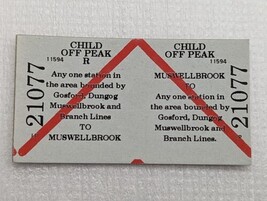 CHILD
OFF PEAK
R
11594
Any one station in
the area bounded by
Gosford, Dungog
Muswellbrook and
Branch Lines
TO
MUSWELLBROOK
21077
CHILD
OFF PEAK
11594
MUSWELLBROOK
TO
Any one station in
the area bounded by
Gosford, Dungog
Muswellbrook and
Branch Lines.
21077